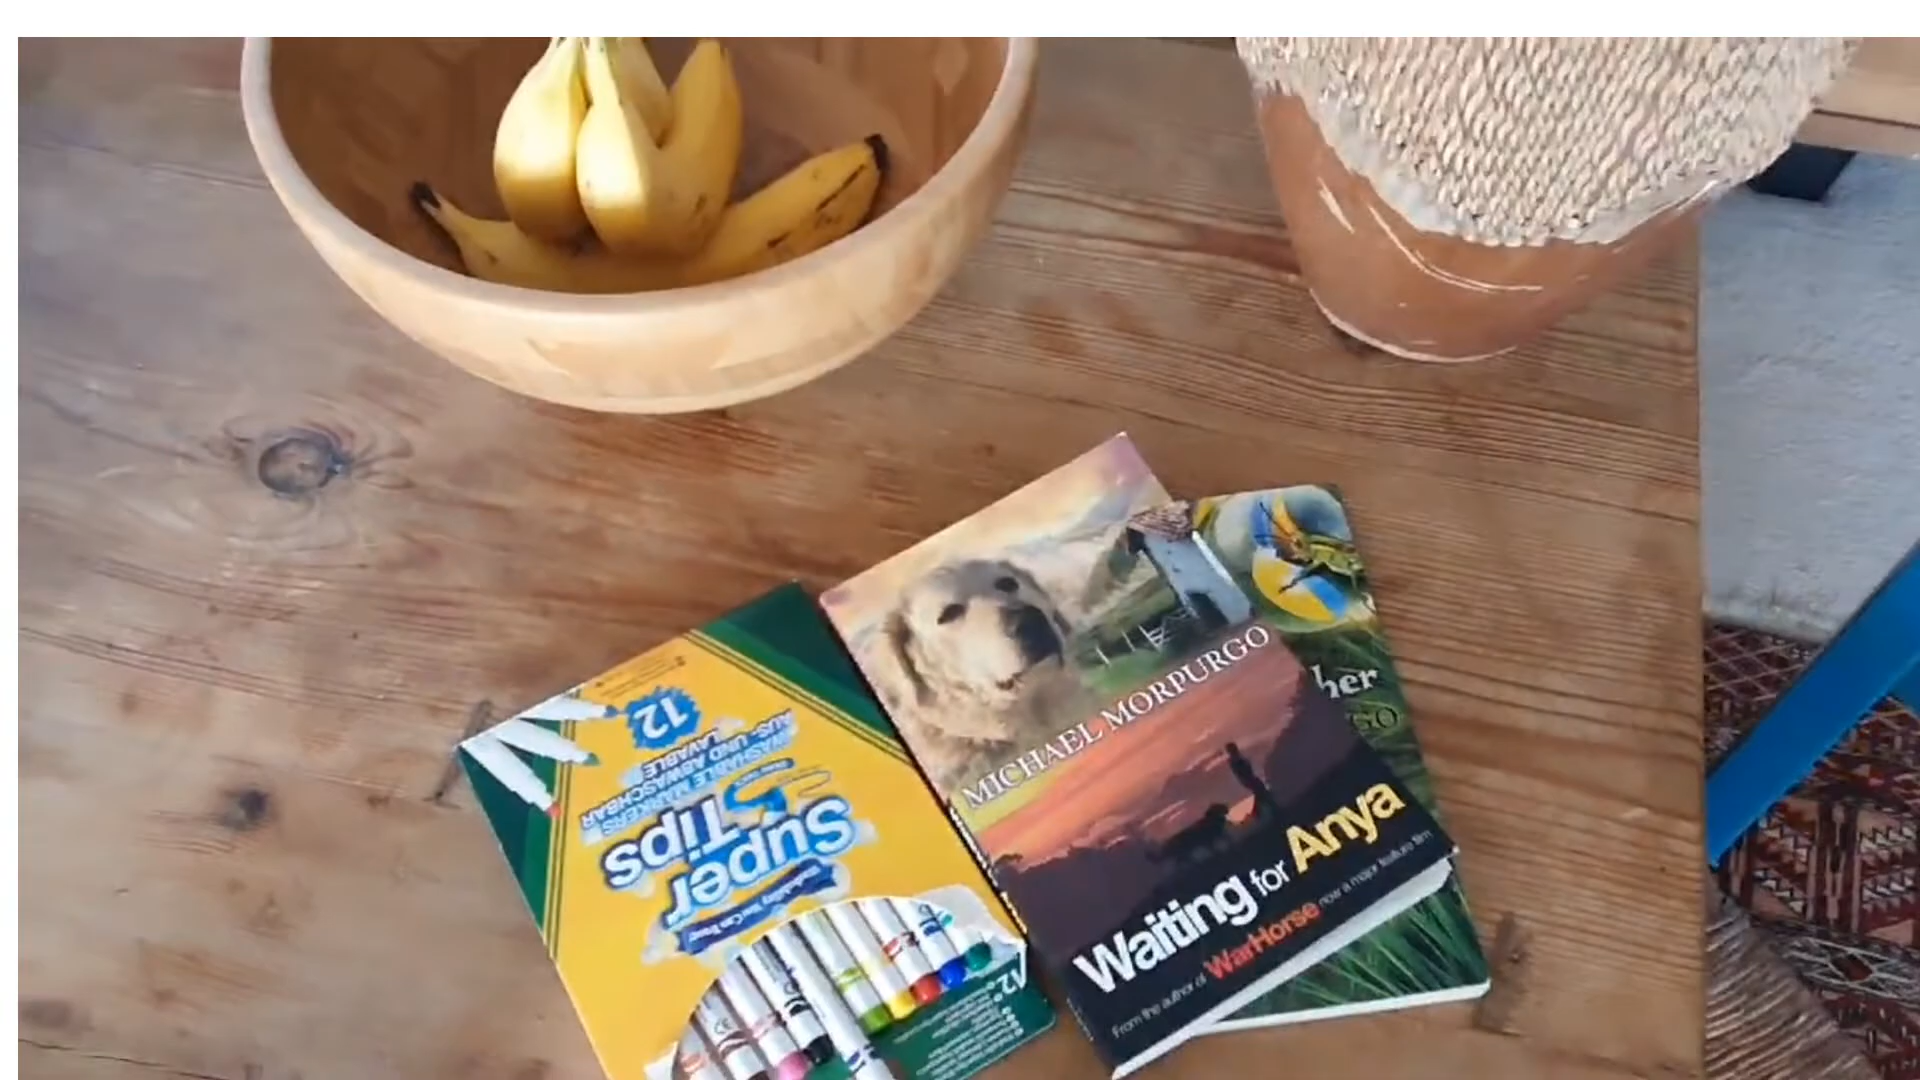 12
WASHABLE MARKERS
AUS- UND ABWASCHBAR
LAVABLE
Super
Tips
MICHAEL MORPURGO
Waiting for Anya
From the author of WarHorse now a major feature film
her
GO